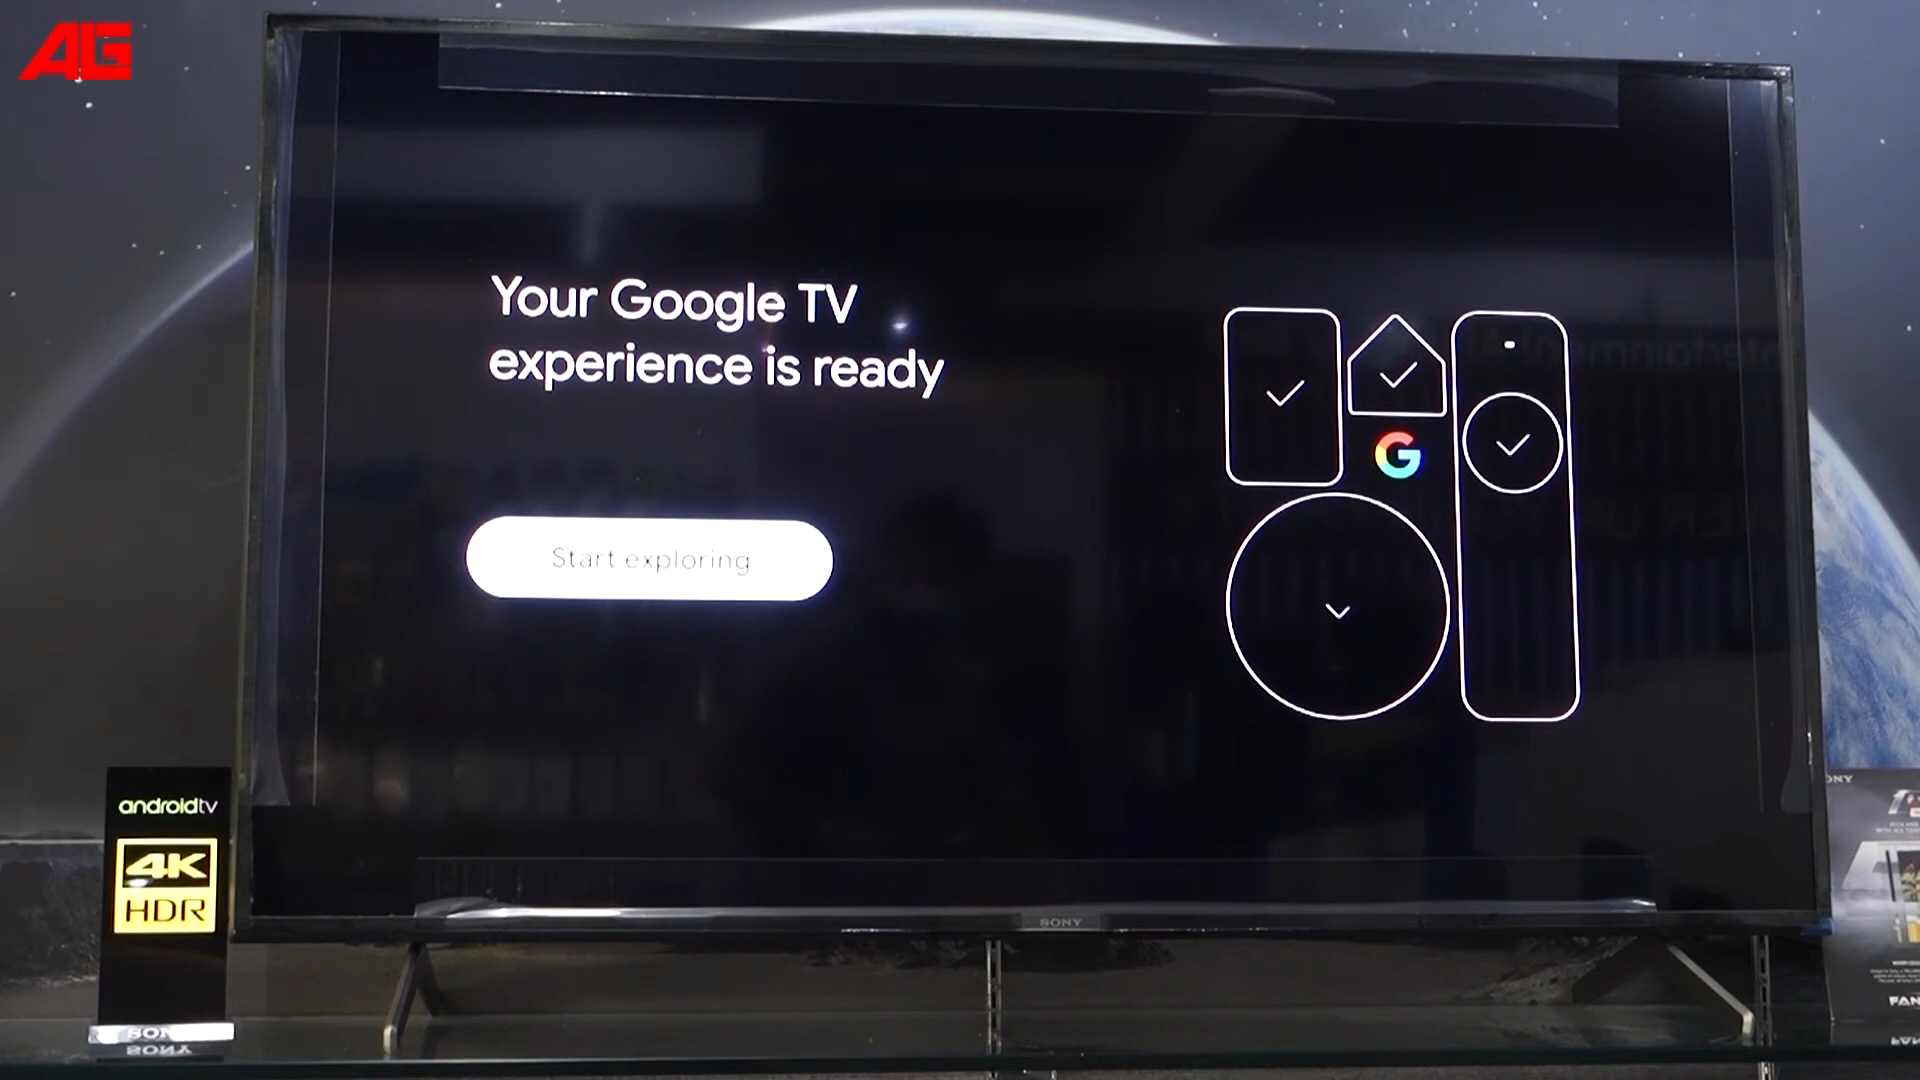 AG
Your Google TV
experience is ready
Start exploring
androidtv
4K
HDR
SONY
SONY